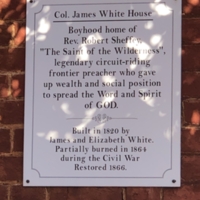 Col. James White House
Boyhood home of
Rev. Robert Sheffey,
"The Saint of the Wilderness",
legendary circuit-riding
frontier preacher who gave
up wealth and social position
to spread the Word and Spirit
of GOD.
Built in 1820 by
James and Elizabeth White.
Partially burned in 1864
during the Civil War
Restored 1866.